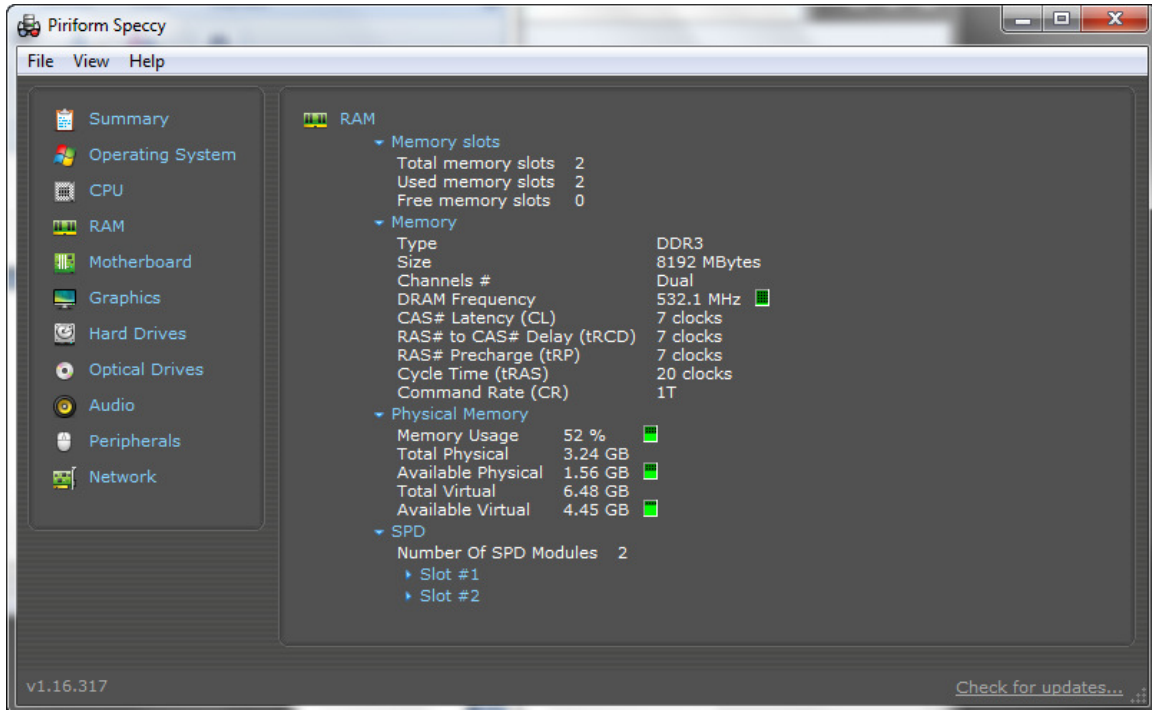 Piriform Speccy
File View Help
Summary
Operating System
CPU
RAM
Motherboard
Graphics
Hard Drives
Optical Drives
Audio
Peripherals
Network
RAM
Memory slots
Total memory slots 2
Used memory slots 2
Free memory slots 0
Memory
Type DDR3
Size 8192 MBytes
Channels # Dual
DRAM Frequency 532.1 MHz
CAS# Latency (CL) 7 clocks
RAS# to CAS# Delay (tRCD) 7 clocks
RAS# Precharge (tRP) 7 clocks
Cycle Time (tRAS) 20 clocks
Command Rate (CR) 1T
Physical Memory
Memory Usage 52 %
Total Physical 3.24 GB
Available Physical 1.56 GB
Total Virtual 6.48 GB
Available Virtual 4.45 GB
SPD
Number Of SPD Modules 2
Slot #1
Slot #2
v1.16.317
Check for updates...